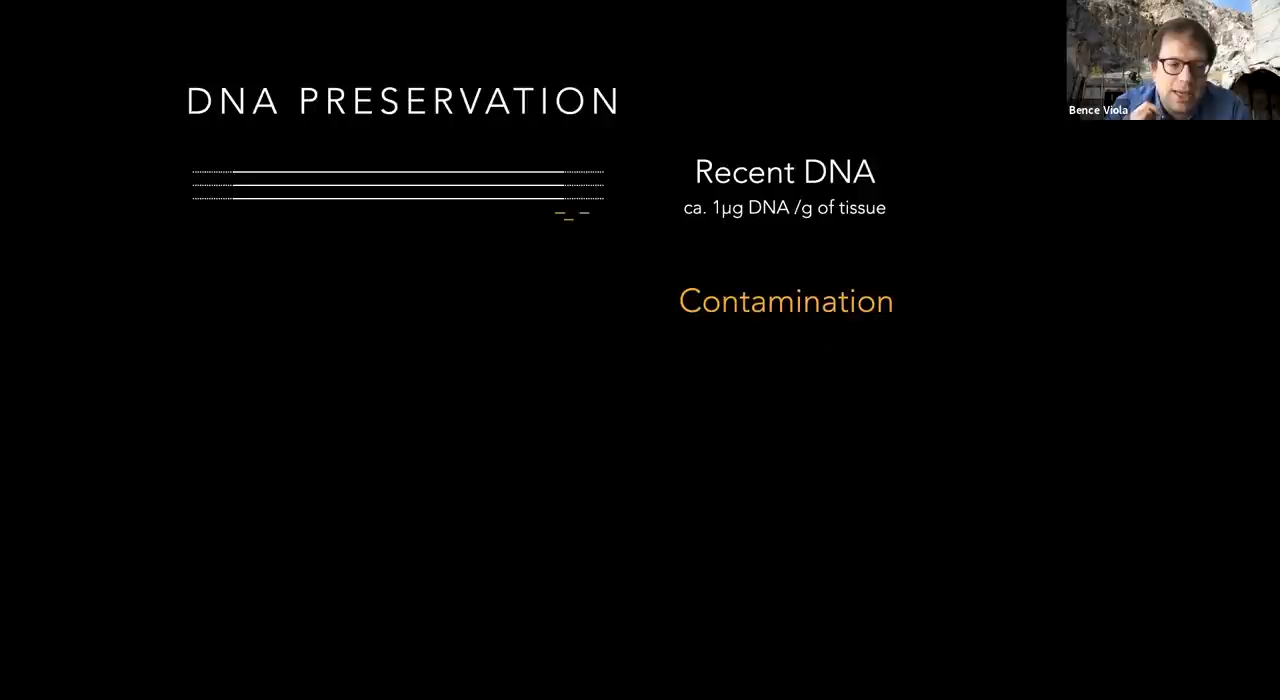 DNA PRESERVATION
Bence Viola
Recent DNA
ca. 1µg DNA /g of tissue
Contamination